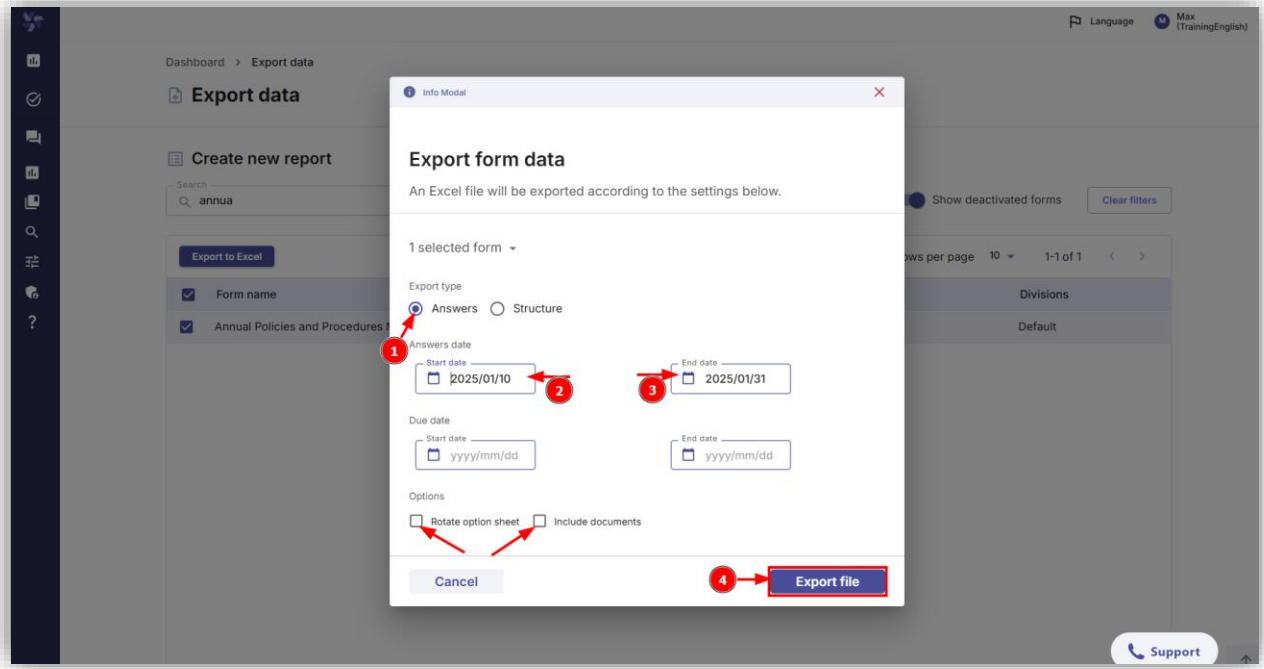 Language
M
Max
(TrainingEnglish)
Dashboard > Export data
Export data
Info Modal
Create new report
Export form data
Search
annua
An Excel file will be exported according to the settings below.
Show deactivated forms
Clear filters
1 selected form
Export to Excel
ows per page 10
1-1 of 1
Export type
Form name
Divisions
Answers
Structure
Annual Policies and Procedures
Default
?
1
Answers date
Start date
2025/01/10
2
3
End date
2025/01/31
Due date
Start date
yyyy/mm/dd
End date
yyyy/mm/dd
Options
Rotate option sheet
Include documents
Cancel
4
Export file
Support